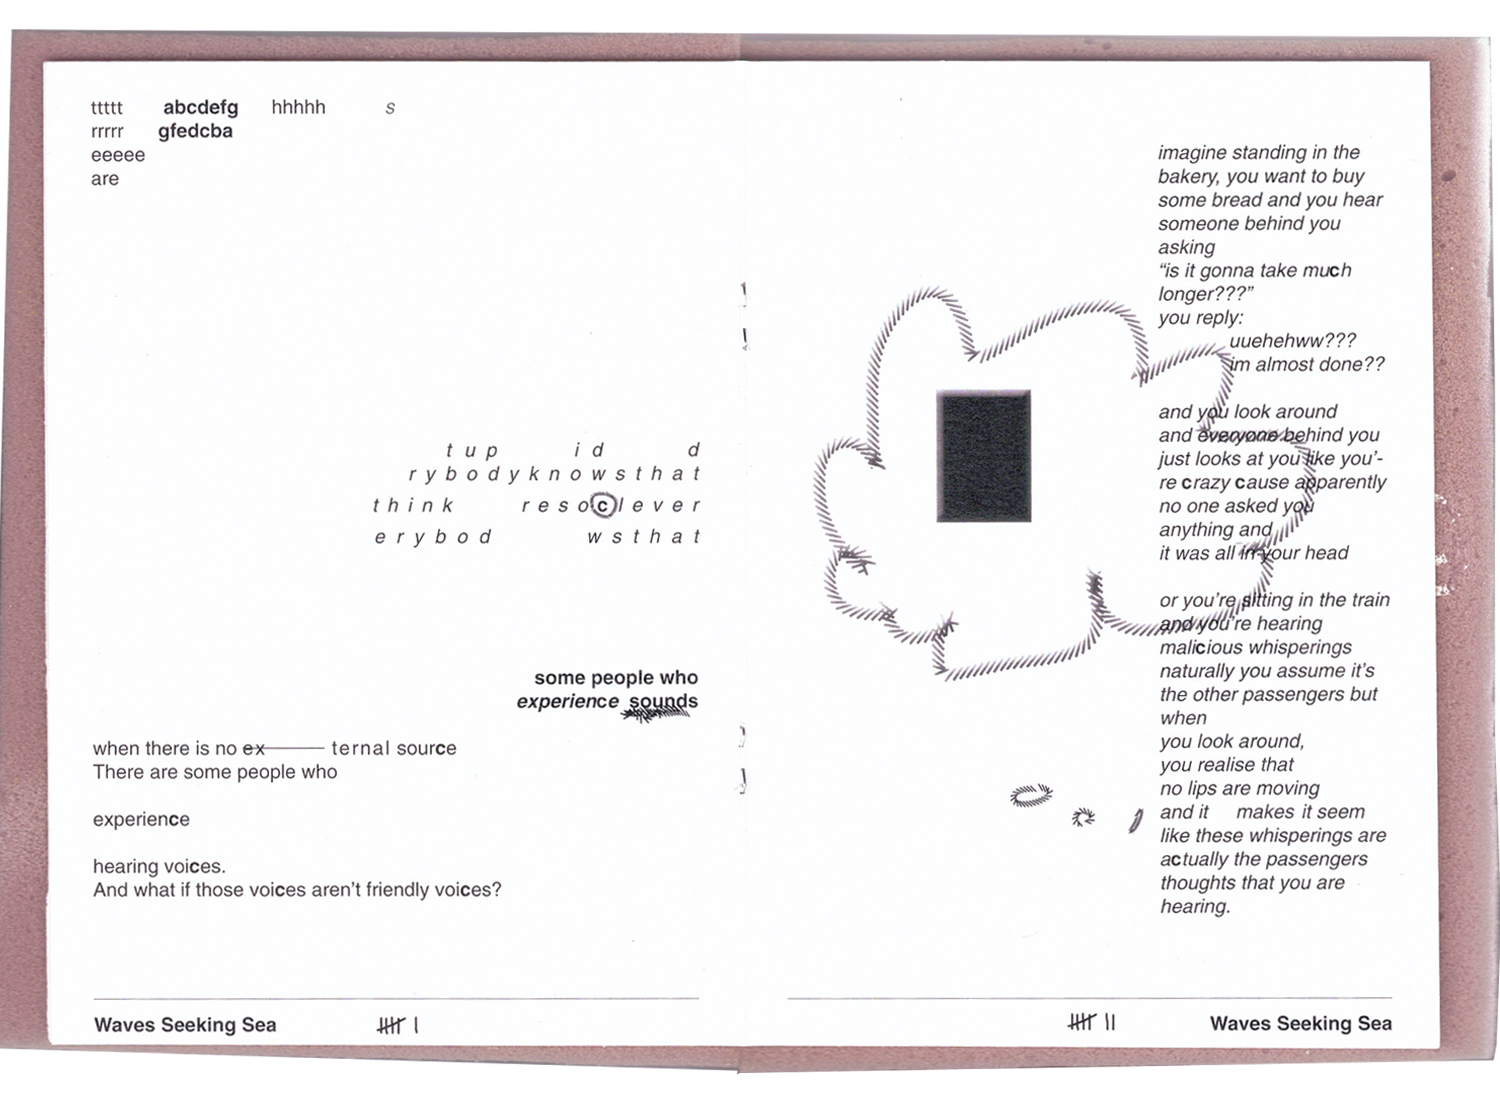 ttttt abcdefg hhhhh s
rrrrr gfedcba
eeeee
are
tup id d
rybodyknowsthat
think resoclever
erybod wsthat
some people who
experience sounds
when there is no ex ternal source
There are some people who
experience
hearing voices.
And what if those voices aren't friendly voices?
Waves Seeking Sea
imagine standing in the
bakery, you want to buy
some bread and you hear
someone behind you
asking
“is it gonna take much
longer???”
you reply:
uuehehww???
im almost done??
and you look around
and everyone behind you
just looks at you like you'-
re crazy cause apparently
no one asked you
anything and
it was all in your head
or you're sitting in the train
and you're hearing
malicious whisperings
naturally you assume it's
the other passengers but
when
you look around,
you realise that
no lips are moving
and it makes it seem
like these whisperings are
actually the passengers
thoughts that you are
hearing.
Waves Seeking Sea